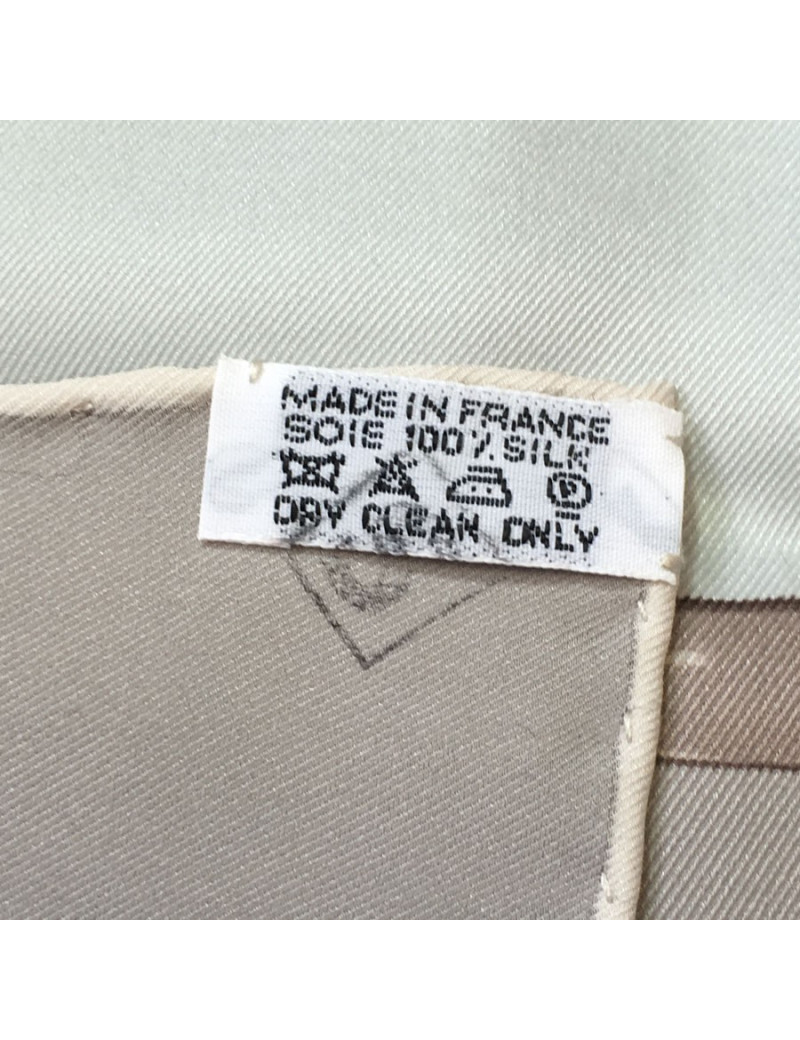 MADE IN FRANCE
SOIE 100% SILK
P
DRY CLEAN ONLY